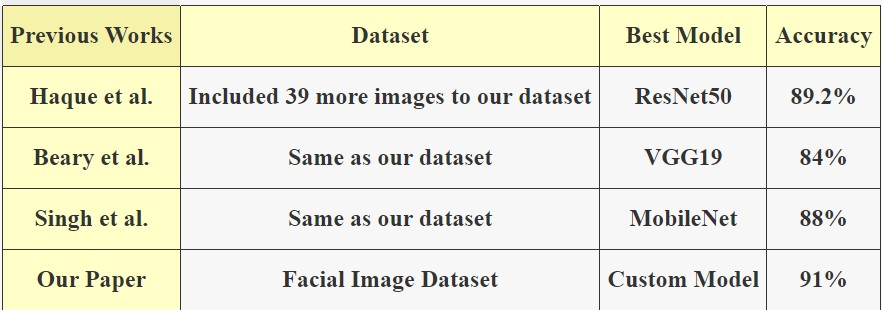 Previous Works Dataset Best Model Accuracy
Haque et al. Included 39 more images to our dataset ResNet50 89.2%
Beary et al. Same as our dataset VGG19 84%
Singh et al. Same as our dataset MobileNet 88%
Our Paper Facial Image Dataset Custom Model 91%